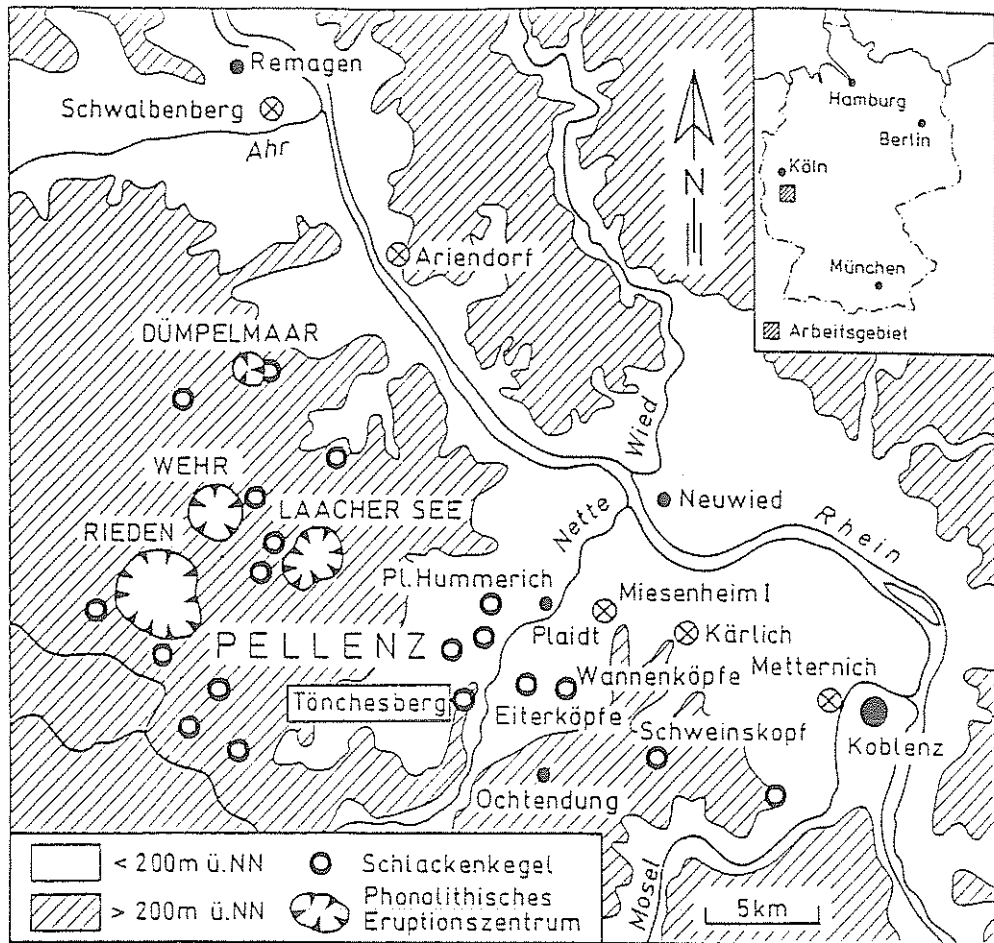 Remagen
Schwalbenberg
Ahr
Ariendorf
DÜMPELMAAR
WEHR
LAACHER SEE
RIEDEN
Wied
Neuwied
Nette
Rhein
Pl. Hummerich
Miesenheim I
Plaidt
Kärlich
PELLENZ
Wannenköpfe
Metternich
Tönchesberg
Eiterköpfe
Schweinskopf
Koblenz
Ochtendung
Mosel
N
Hamburg
Berlin
Köln
München
Arbeitsgebiet
< 200m ü.NN
Schlackenkegel
> 200m ü.NN
Phonolithisches
Eruptionszentrum
5km